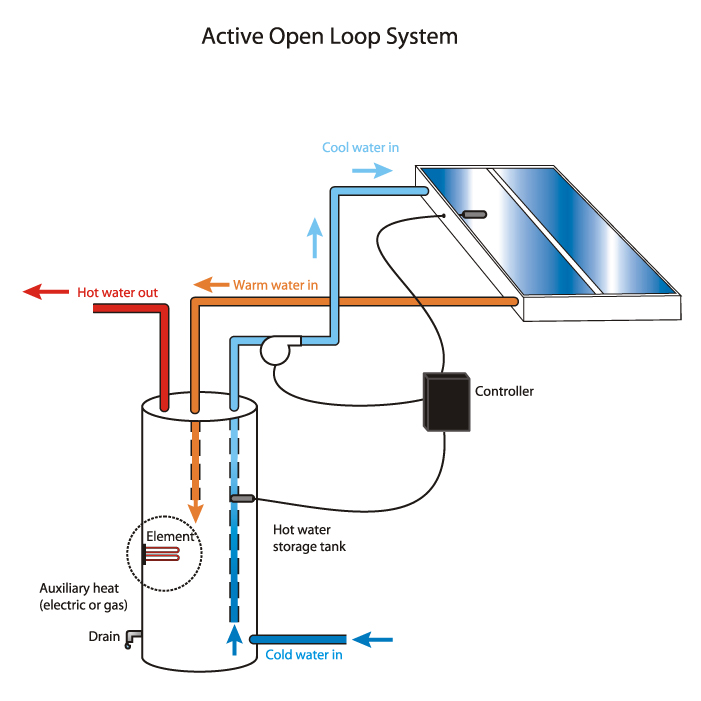 Active Open Loop System
Cool water in
Warm water in
Hot water out
Controller
Hot water
storage tank
Element
Auxiliary heat
(electric or gas)
Drain
Cold water in